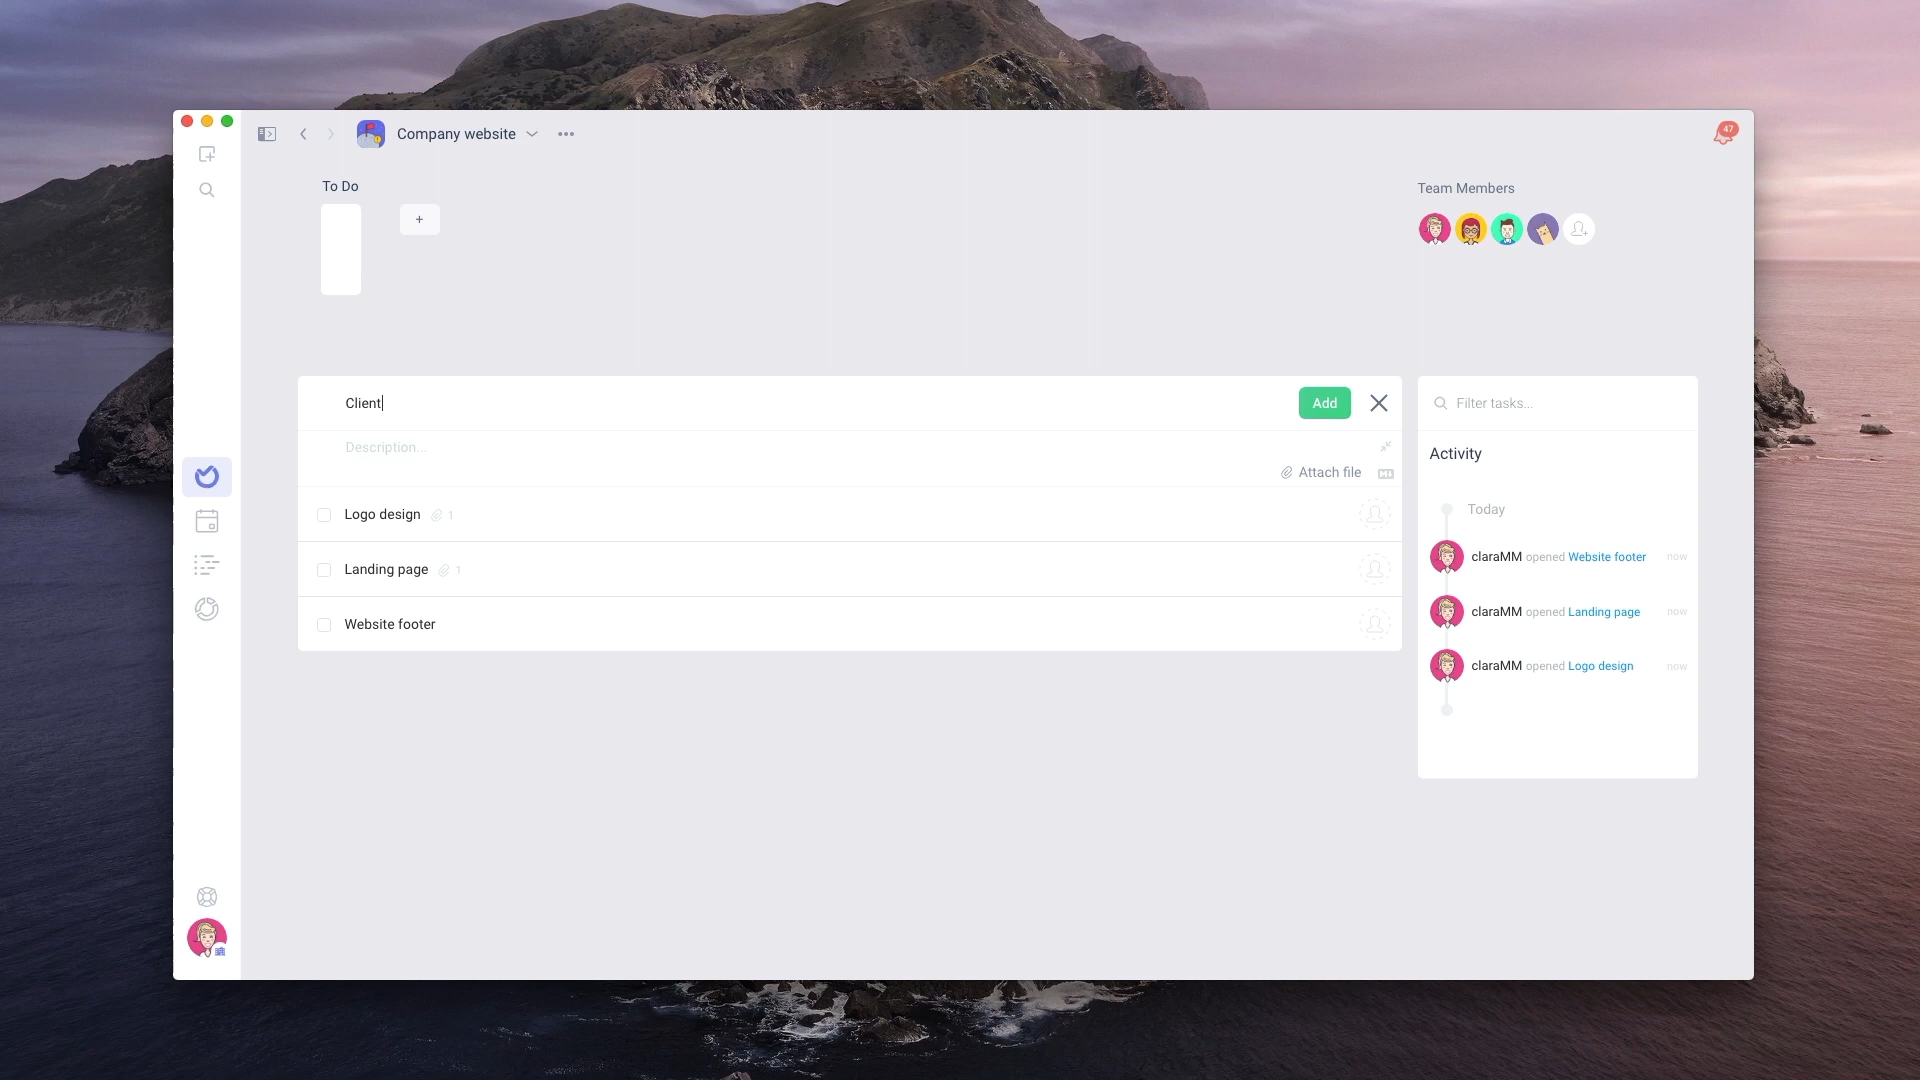 Company website
47
To Do
+
Team Members
Client
Add
Filter tasks...
Description...
Attach file
Activity
Logo design 1
Landing page 1
Website footer
Today
claraMM opened Website footer now
claraMM opened Landing page now
claraMM opened Logo design now